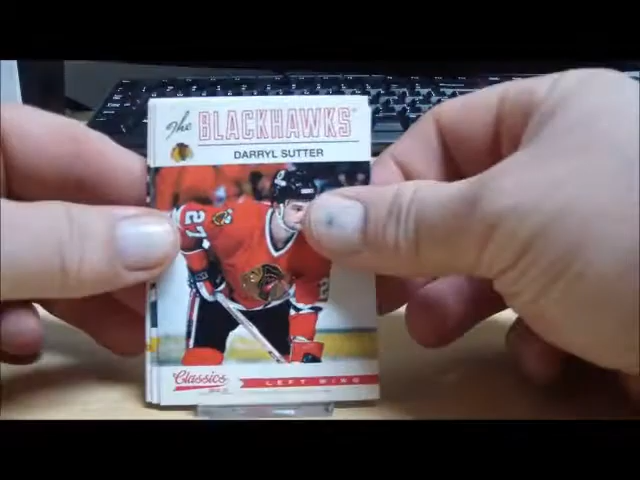 The
BLACKHAWKS
DARRYL SUTTER
27
Classics
LEFT WING